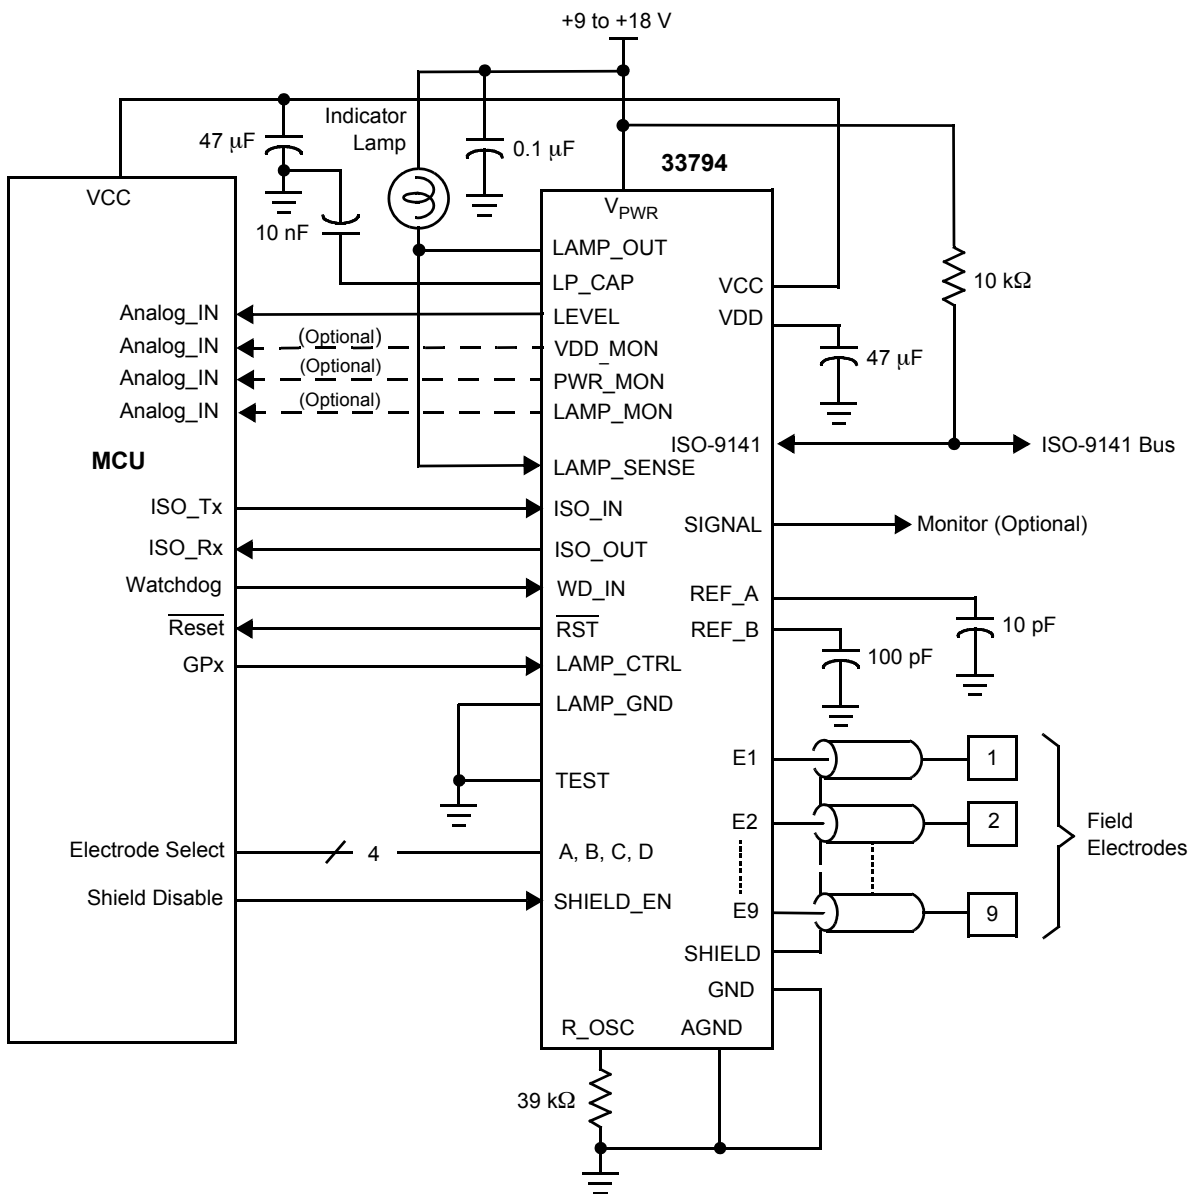 +9 to +18 V
Indicator
Lamp
47 μF
0.1 μF
33794
VCC
10 nF
VPWR
LAMP_OUT
LP_CAP
VCC
10 kΩ
Analog_IN
LEVEL
VDD
Analog_IN
(Optional)
VDD_MON
47 μF
Analog_IN
(Optional)
PWR_MON
Analog_IN
(Optional)
LAMP_MON
MCU
ISO-9141
ISO-9141 Bus
LAMP_SENSE
ISO_Tx
ISO_IN
SIGNAL
Monitor (Optional)
ISO_Rx
ISO_OUT
Watchdog
WD_IN
REF_A
10 pF
Reset
RST
REF_B
100 pF
GPx
LAMP_CTRL
LAMP_GND
E1
1
TEST
E2
2
Field
Electrodes
Electrode Select
4
A, B, C, D
Shield Disable
SHIELD_EN
E9
9
SHIELD
GND
R_OSC
AGND
39 kΩ